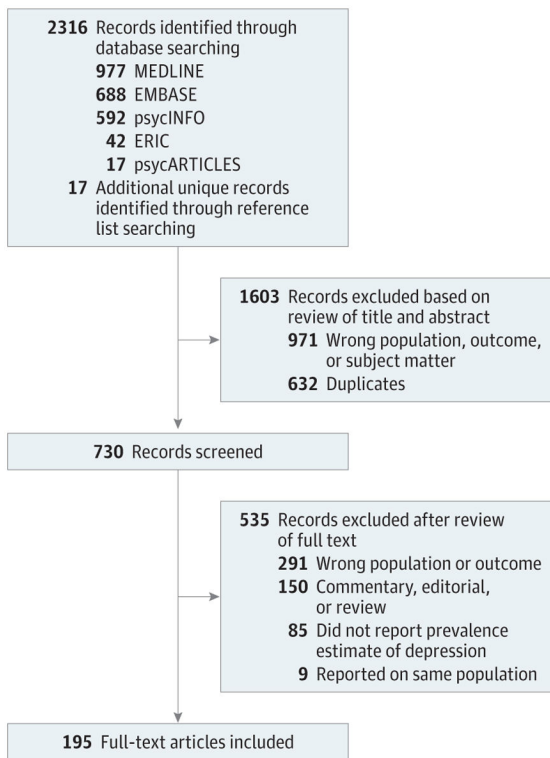 2316 Records identified through
database searching
977 MEDLINE
688 EMBASE
592 psycINFO
42 ERIC
17 psycARTICLES
17 Additional unique records
identified through reference
list searching
1603 Records excluded based on
review of title and abstract
971 Wrong population, outcome,
or subject matter
632 Duplicates
730 Records screened
535 Records excluded after review
of full text
291 Wrong population or outcome
150 Commentary, editorial,
or review
85 Did not report prevalence
estimate of depression
9 Reported on same population
195 Full-text articles included